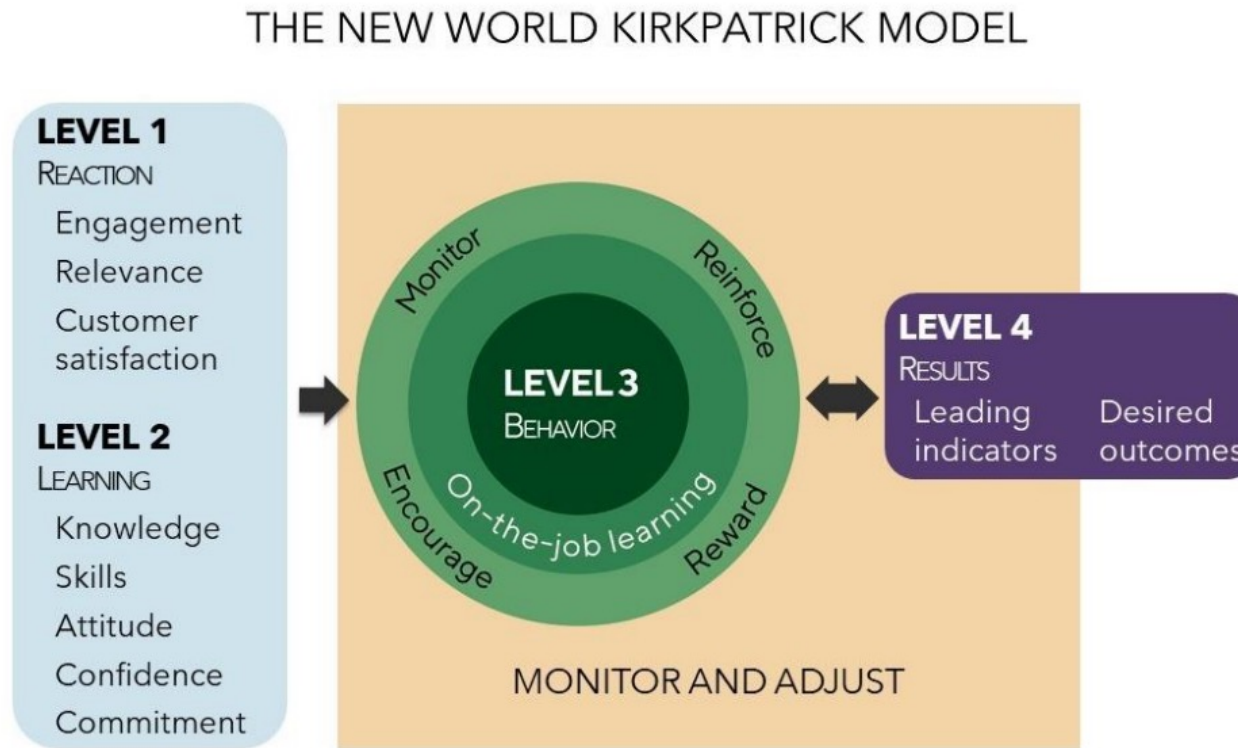 THE NEW WORLD KIRKPATRICK MODEL
LEVEL 1
REACTION
Engagement
Relevance
Customer
satisfaction
LEVEL 2
LEARNING
Knowledge
Skills
Attitude
Confidence
Commitment
Monitor
Reinforce
LEVEL 3
BEHAVIOR
On-the-job learning
Encourage
Reward
MONITOR AND ADJUST
LEVEL 4
RESULTS
Leading
indicators
Desired
outcomes